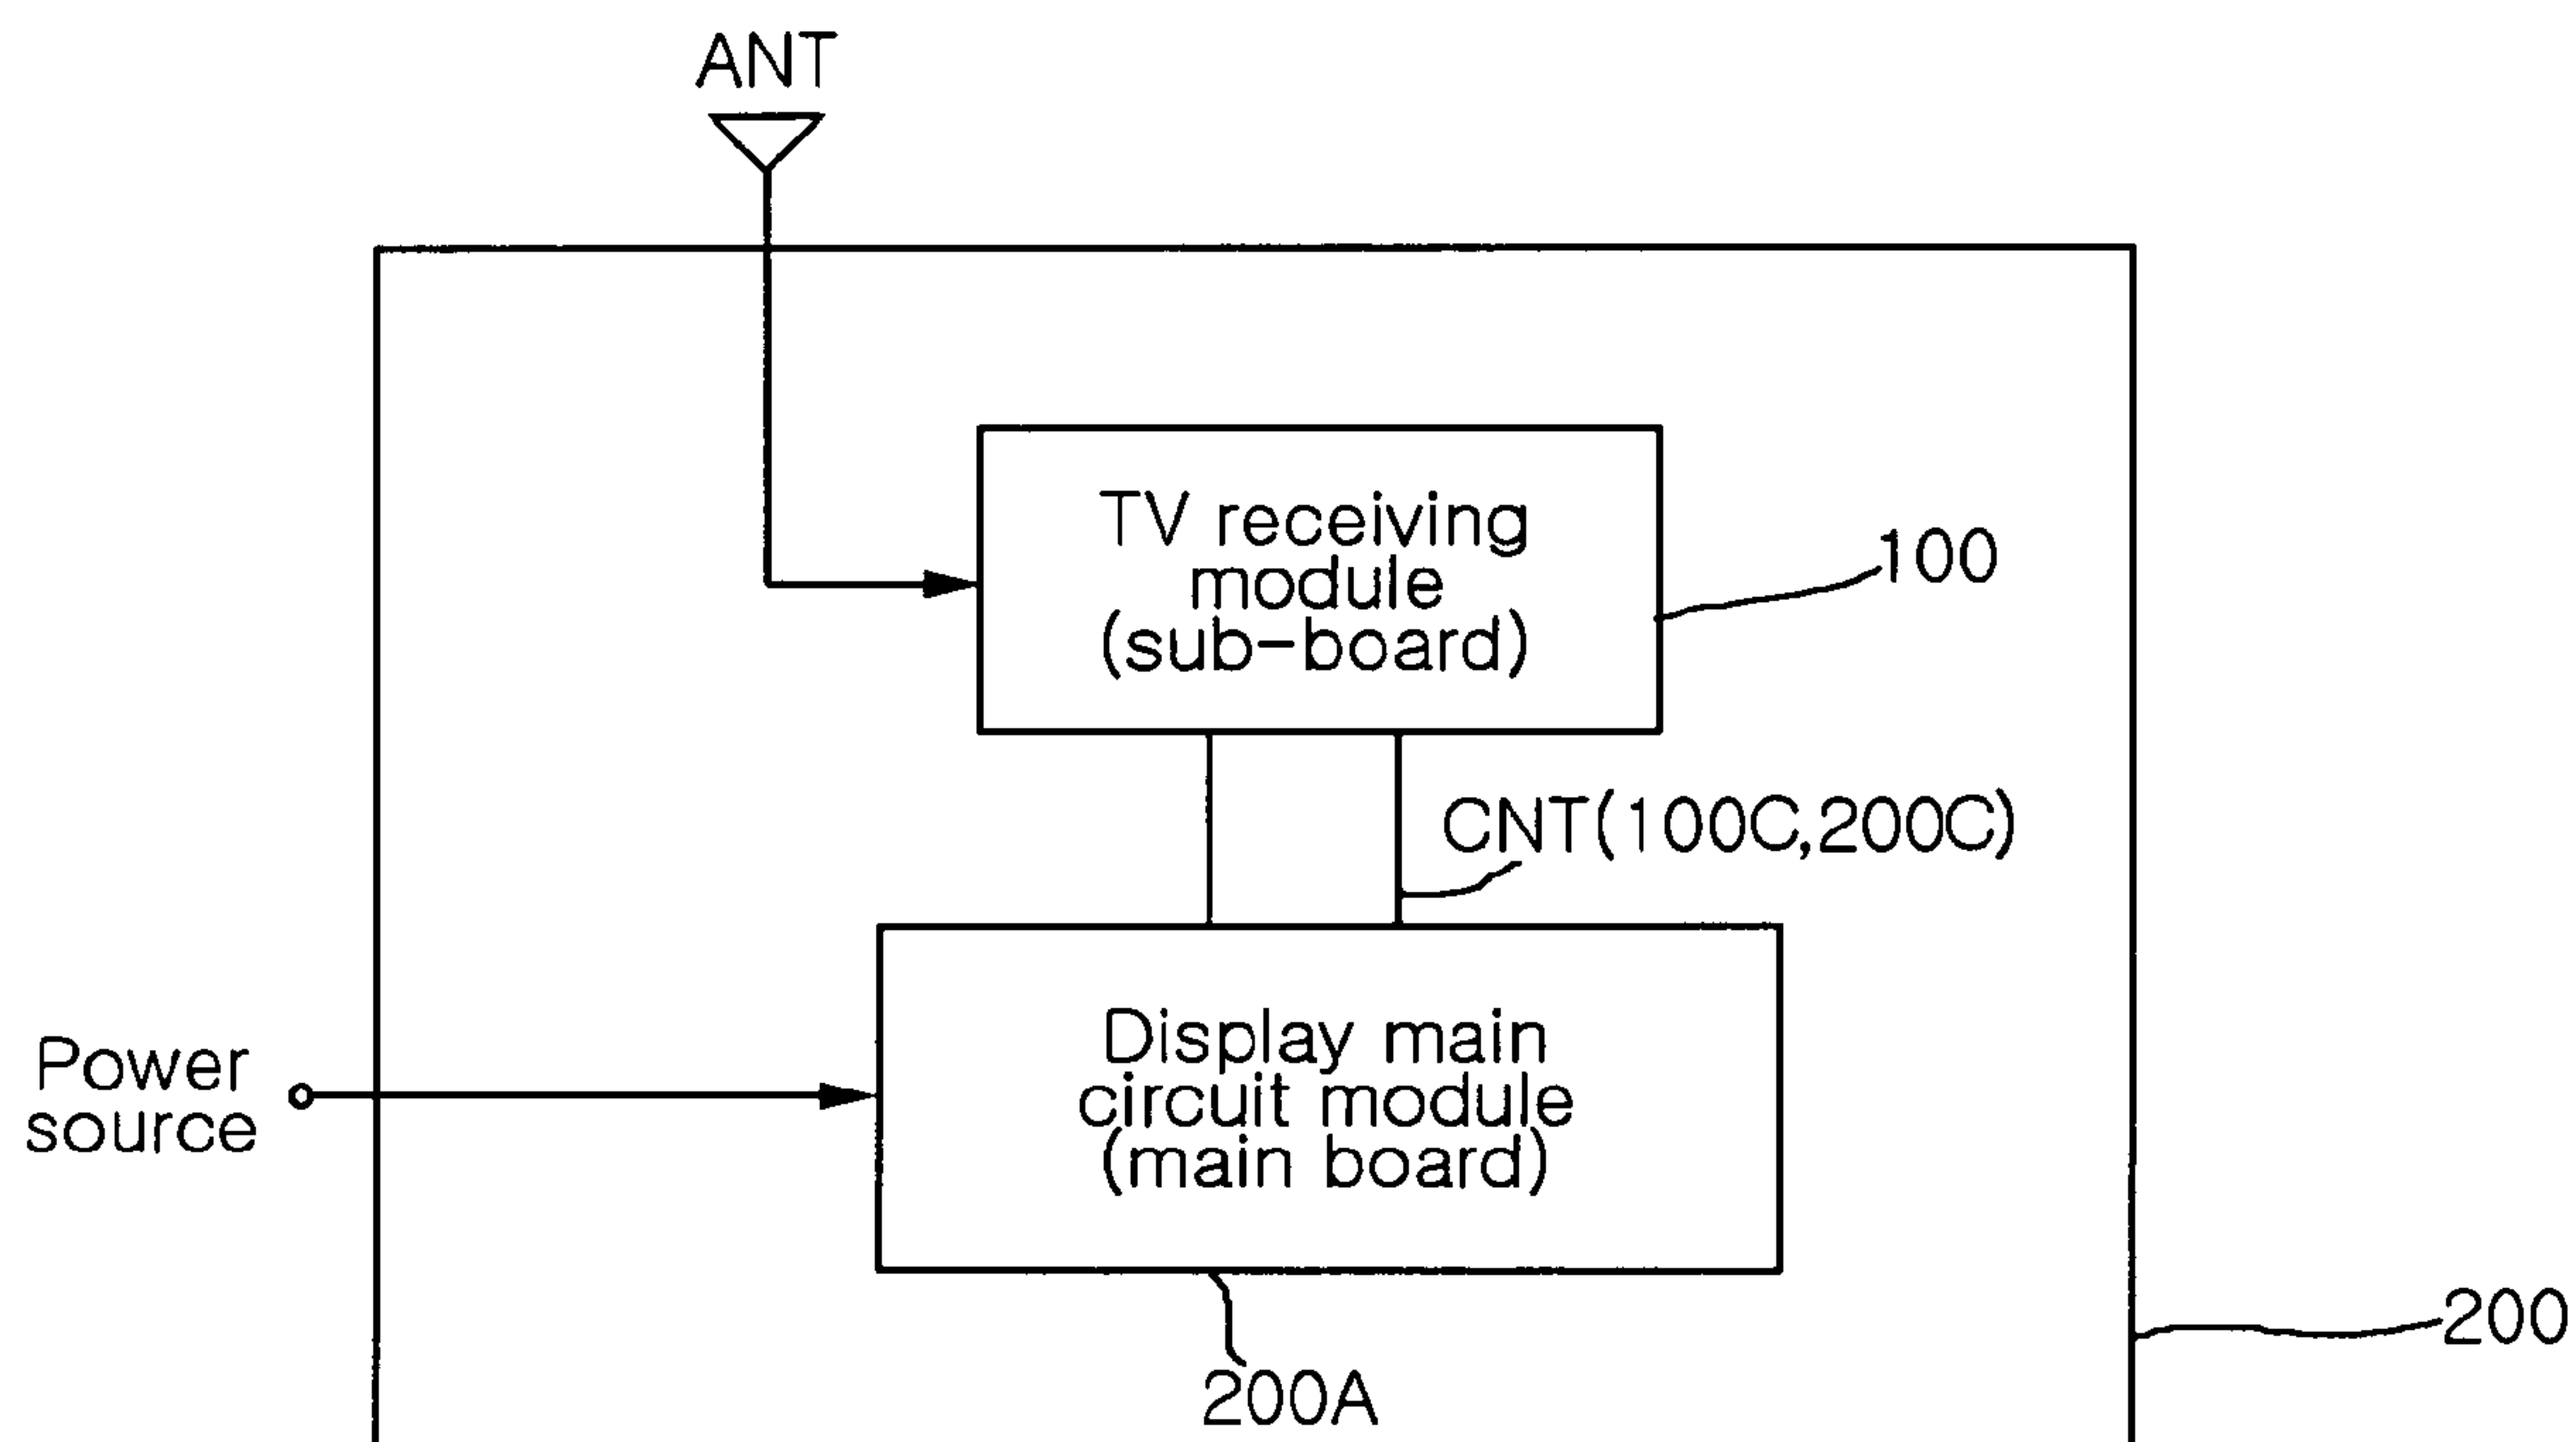 ANT
TV receiving
module
(sub-board)
100
CNT(100C,200C)
Display main
circuit module
(main board)
Power
source
200
200A